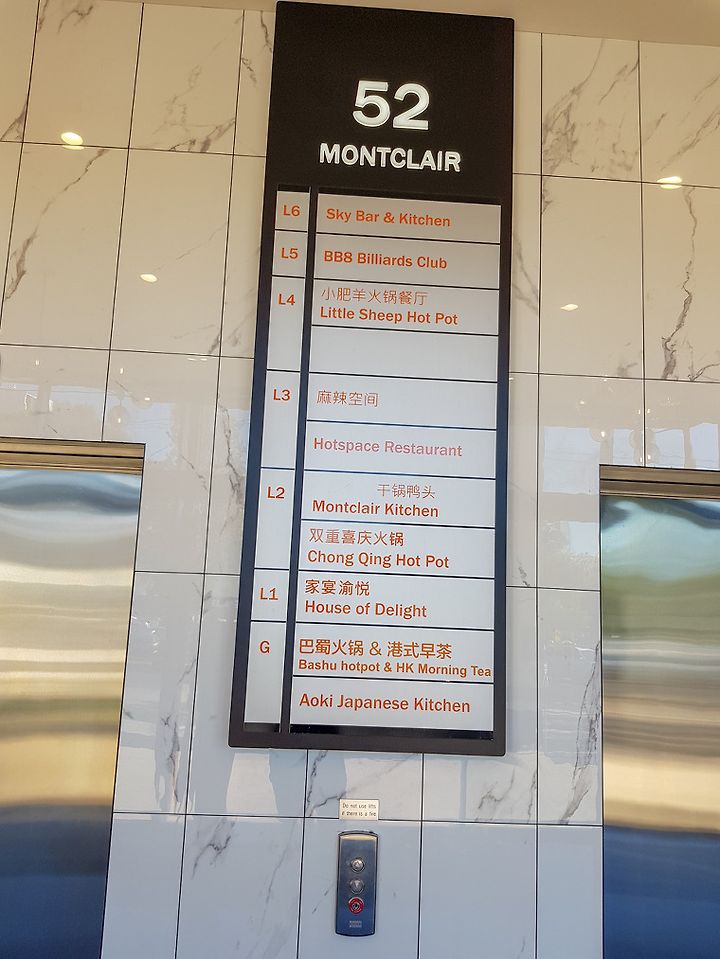 52
MONTCLAIR
L6 Sky Bar & Kitchen
L5 BB8 Billiards Club
L4 小肥羊火锅餐厅
Little Sheep Hot Pot
L3 麻辣空间
Hotspace Restaurant
L2 干锅鸭头
Montclair Kitchen
双重喜庆火锅
Chong Qing Hot Pot
L1 家宴渝悦
House of Delight
G 巴蜀火锅 & 港式早茶
Bashu hotpot & HK Morning Tea
Aoki Japanese Kitchen
Do not use lifts
if there is a fire